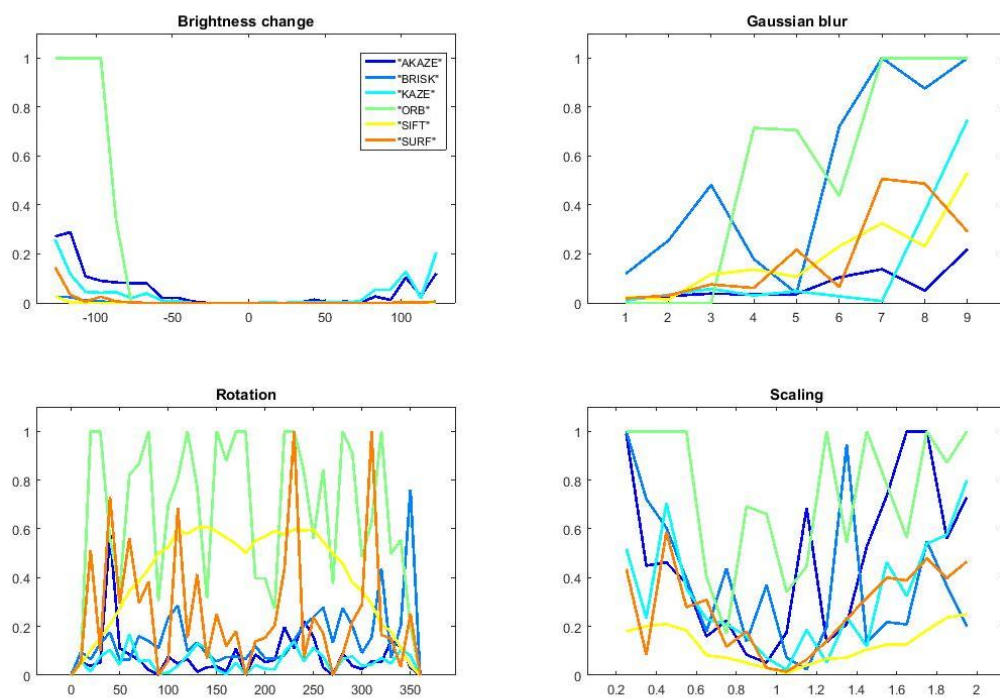 Brightness change
1
0.8
0.6
0.4
0.2
0
-100 -50 0 50 100
"AKAZE"
"BRISK"
"KAZE"
"ORB"
"SIFT"
"SURF"
Gaussian blur
1
0.8
0.6
0.4
0.2
0
1 2 3 4 5 6 7 8 9
Rotation
1
0.8
0.6
0.4
0.2
0
0 50 100 150 200 250 300 350
Scaling
1
0.8
0.6
0.4
0.2
0
0.2 0.4 0.6 0.8 1 1.2 1.4 1.6 1.8 2